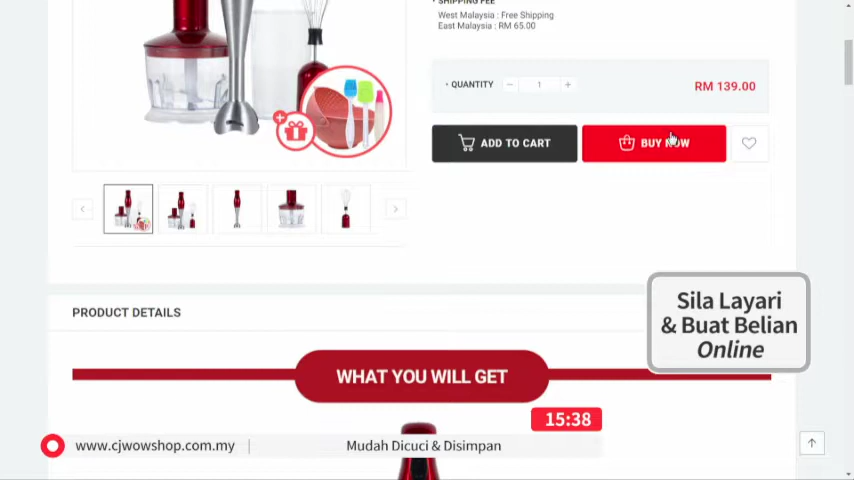 SHIPPING FEE
West Malaysia : Free Shipping
East Malaysia : RM 65.00
QUANTITY
1
RM 139.00
ADD TO CART
BUY NOW
PRODUCT DETAILS
Sila Layari
& Buat Belian
Online
WHAT YOU WILL GET
15:38
www.cjwowshop.com.my
Mudah Dicuci & Disimpan